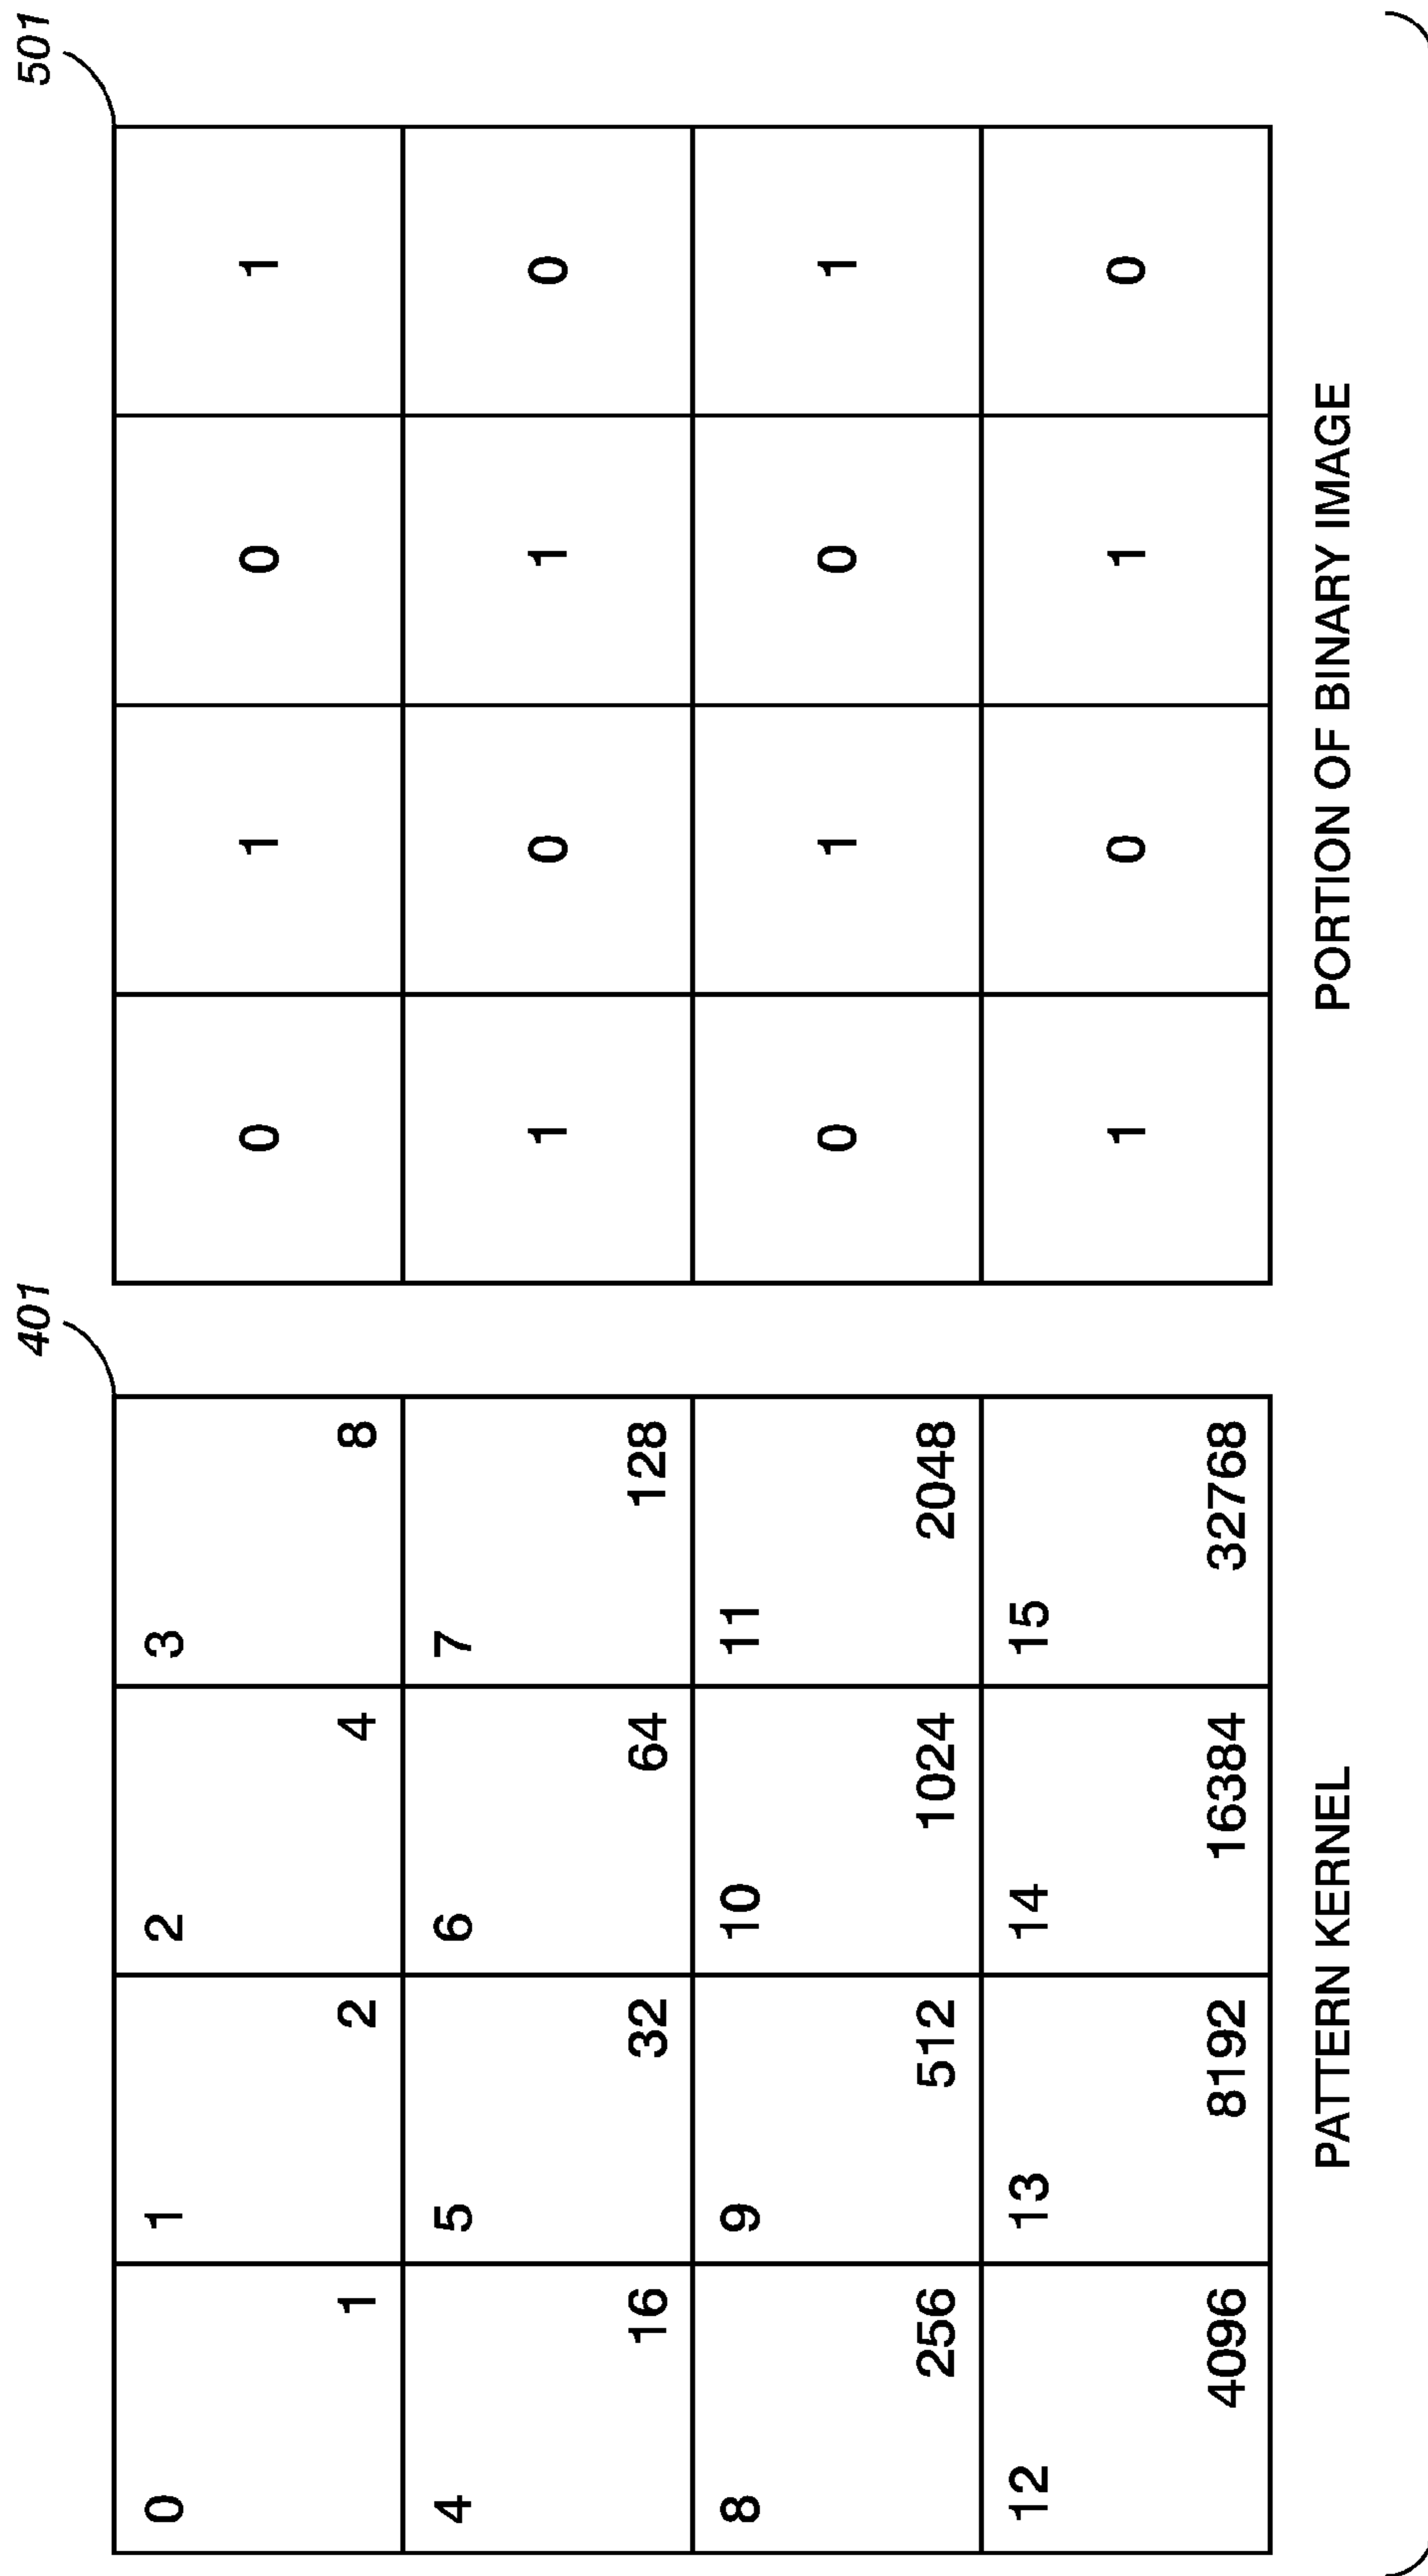 401
0 1 2 3
1 2 4 8
4 5 6 7
16 32 64 128
8 9 10 11
256 512 1024 2048
12 13 14 15
4096 8192 16384 32768
PATTERN KERNEL
501
0 1 0 1
1 0 1 0
0 1 0 1
1 0 1 0
PORTION OF BINARY IMAGE